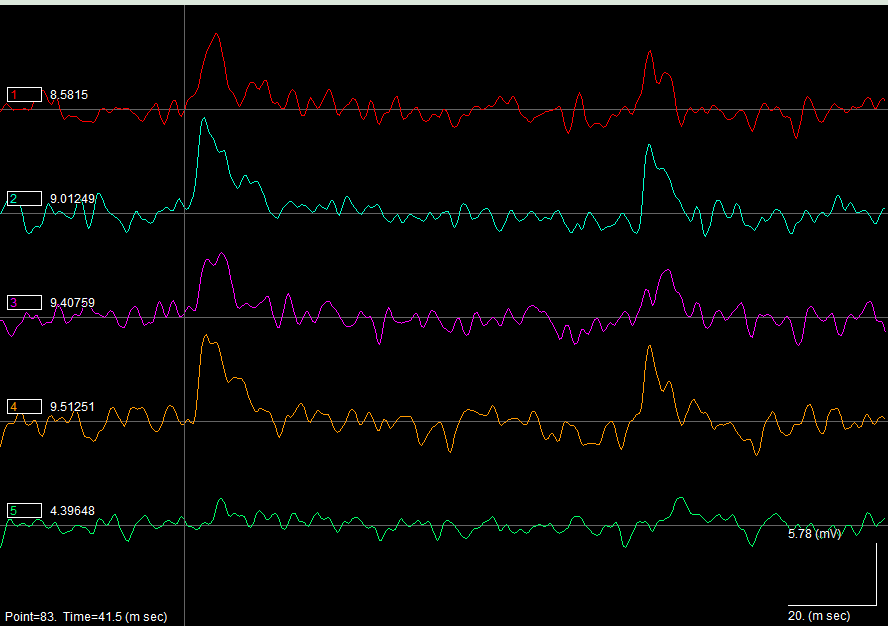 1 8.5815
2 9.01249
3 9.40759
4 9.51251
5 4.39648
5.78 (mV)
Point=83. Time=41.5 (m sec)
20. (m sec)